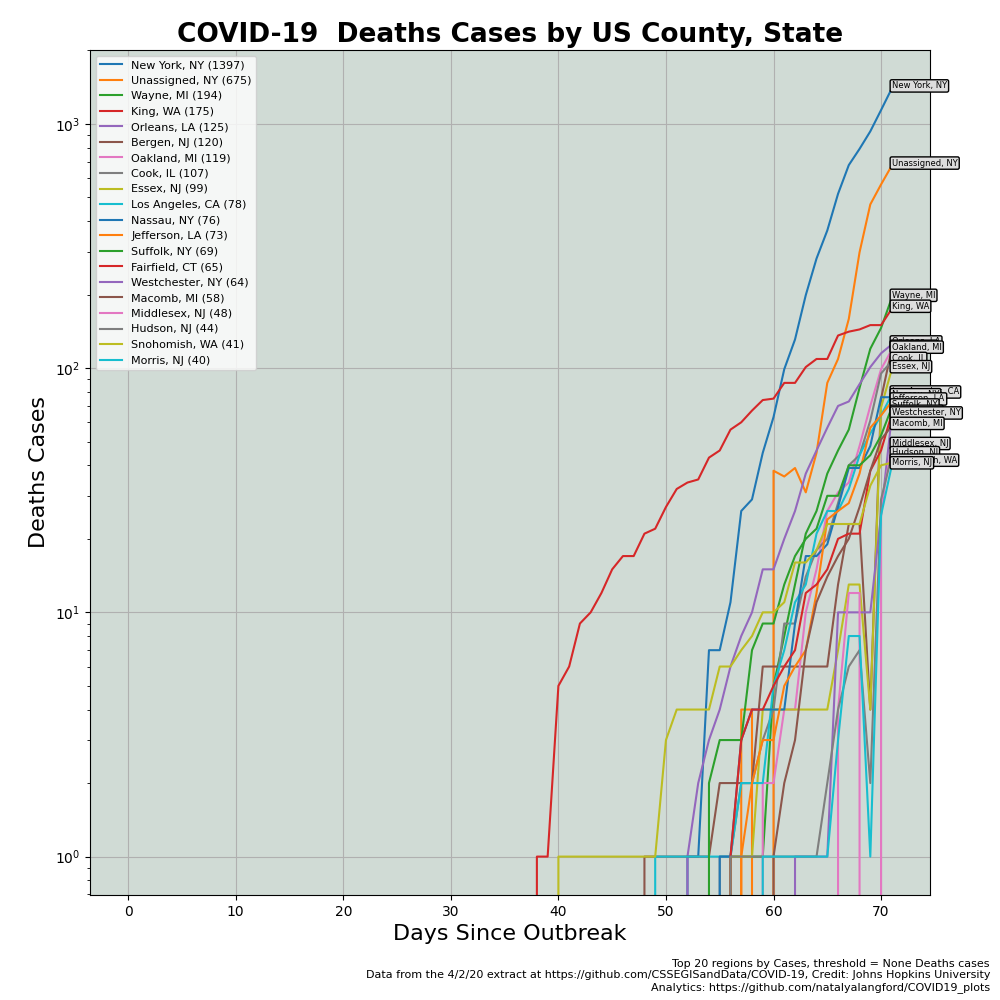 COVID-19  Deaths Cases by US County, State
New York, NY (1397)
Unassigned, NY (675)
Wayne, MI (194)
King, WA (175)
Orleans, LA (125)
Bergen, NJ (120)
Oakland, MI (119)
Cook, IL (107)
Essex, NJ (99)
Los Angeles, CA (78)
Nassau, NY (76)
Jefferson, LA (73)
Suffolk, NY (69)
Fairfield, CT (65)
Westchester, NY (64)
Macomb, MI (58)
Middlesex, NJ (48)
Hudson, NJ (44)
Snohomish, WA (41)
Morris, NJ (40)
New York, NY
Unassigned, NY
Wayne, MI
King, WA
Oakland, MI
Cook, IL
Essex, NJ
CA
Jefferson, LA
Suffolk, NY
Westchester, NY
Macomb, MI
Middlesex, NJ
Hudson, NJ
WA
Morris, NJ
10³
10²
10¹
10⁰
Deaths Cases
0 10 20 30 40 50 60 70
Days Since Outbreak
Top 20 regions by Cases, threshold = None Deaths cases
Data from the 4/2/20 extract at https://github.com/CSSEGISandData/COVID-19, Credit: Johns Hopkins University
Analytics: https://github.com/natalyalangford/COVID19_plots